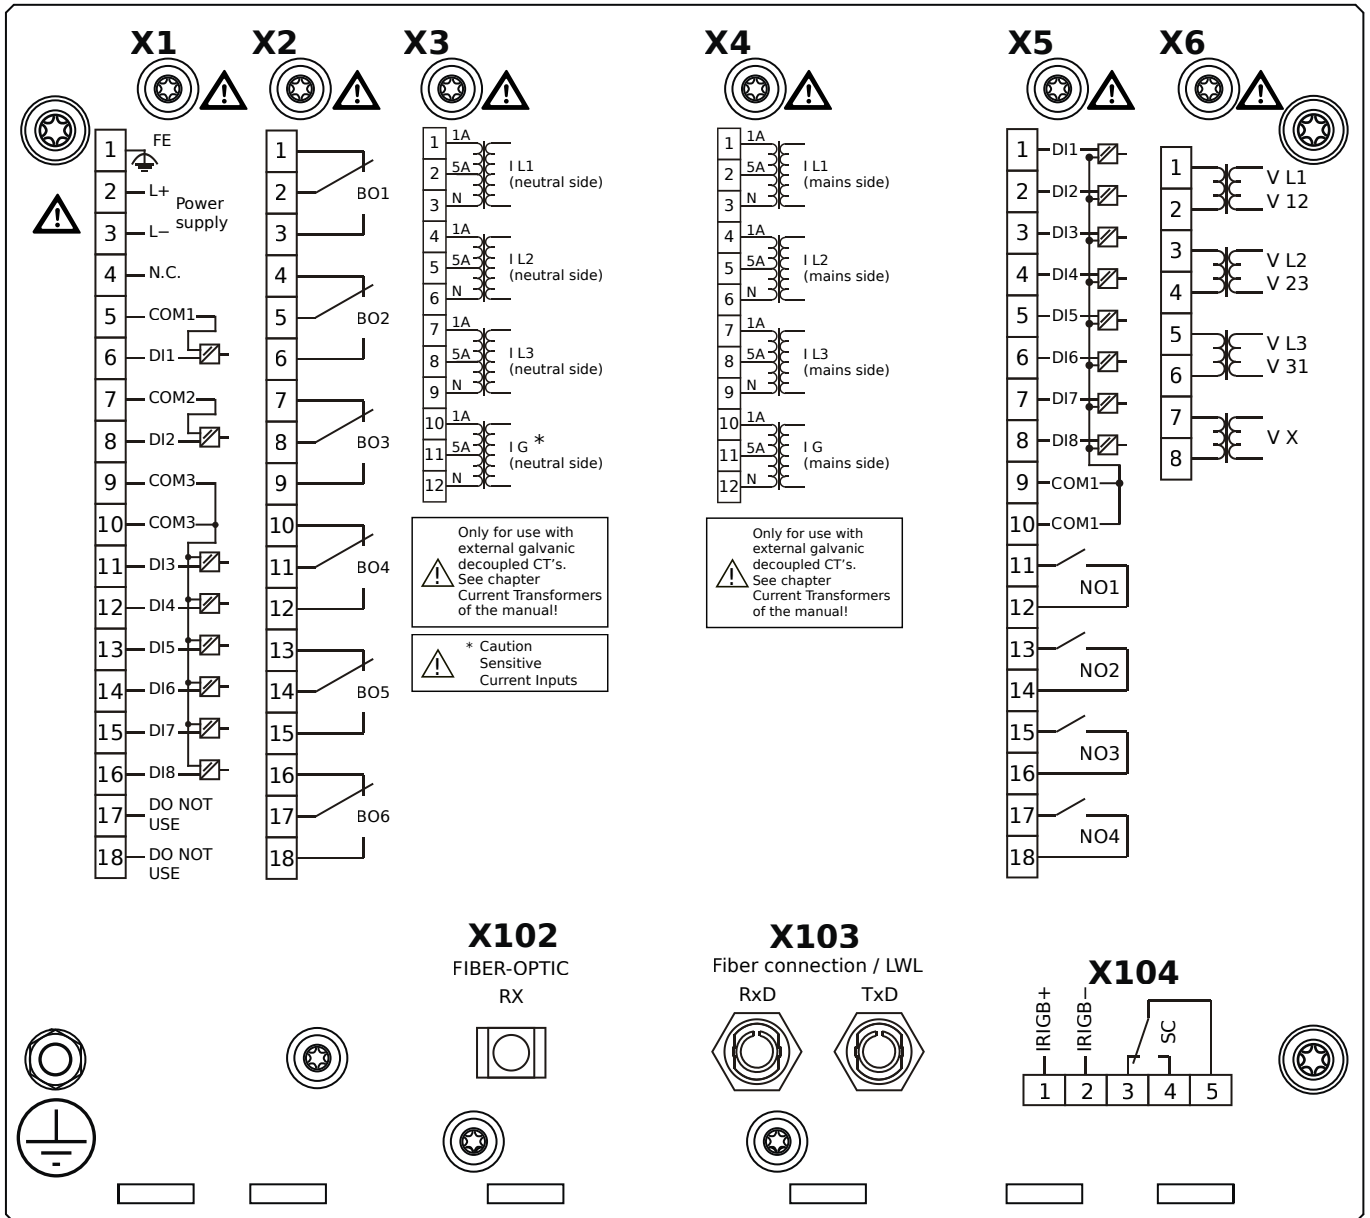 X1
X2
X3
X4
X5
X6
1
FE
2
L+
Power
supply
3
L−
4
N.C.
5
COM1
6
DI1
7
COM2
8
DI2
9
COM3
10
COM3
11
DI3
12
DI4
13
DI5
14
DI6
15
DI7
16
DI8
17
DO NOT
USE
18
DO NOT
USE
1
2
BO1
3
4
5
BO2
6
7
8
BO3
9
10
11
BO4
12
13
14
BO5
15
16
17
BO6
18
1
1A
2
5A
I L1
(neutral side)
3
N
4
1A
5
5A
I L2
(neutral side)
6
N
7
1A
8
5A
I L3
(neutral side)
9
N
10
1A
11
5A
I G *
(neutral side)
12
N
Only for use with
external galvanic
decoupled CT's.
See chapter
Current Transformers
of the manual!
* Caution
Sensitive
Current Inputs
1
1A
2
5A
I L1
(mains side)
3
N
4
1A
5
5A
I L2
(mains side)
6
N
7
1A
8
5A
I L3
(mains side)
9
N
10
1A
11
5A
I G
(mains side)
12
N
Only for use with
external galvanic
decoupled CT's.
See chapter
Current Transformers
of the manual!
1
DI1
2
DI2
3
DI3
4
DI4
5
DI5
6
DI6
7
DI7
8
DI8
9
COM1
10
COM1
11
NO1
12
13
NO2
14
15
NO3
16
17
NO4
18
1
V L1
2
V 12
3
V L2
4
V 23
5
V L3
6
V 31
7
V X
8
X102
FIBER-OPTIC
RX
X103
Fiber connection / LWL
RxD
TxD
X104
IRIGB+
IRIGB−
SC
1
2
3
4
5